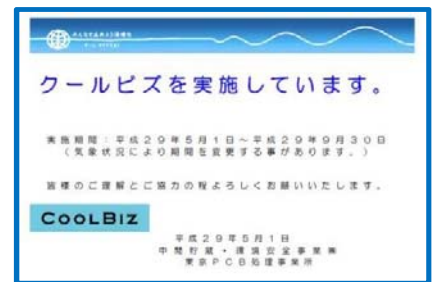 クールビズを実施しています。
実施期間：平成２９年５月１日～平成２９年９月３０日
（気象状況により期間を変更する事があります。）
皆様のご理解とご協力の程よろしくお願いいたします。
COOLBIZ
平成２９年５月１日
中間貯蔵・環境安全事業㈱
東京ＰＣＢ処理事業所